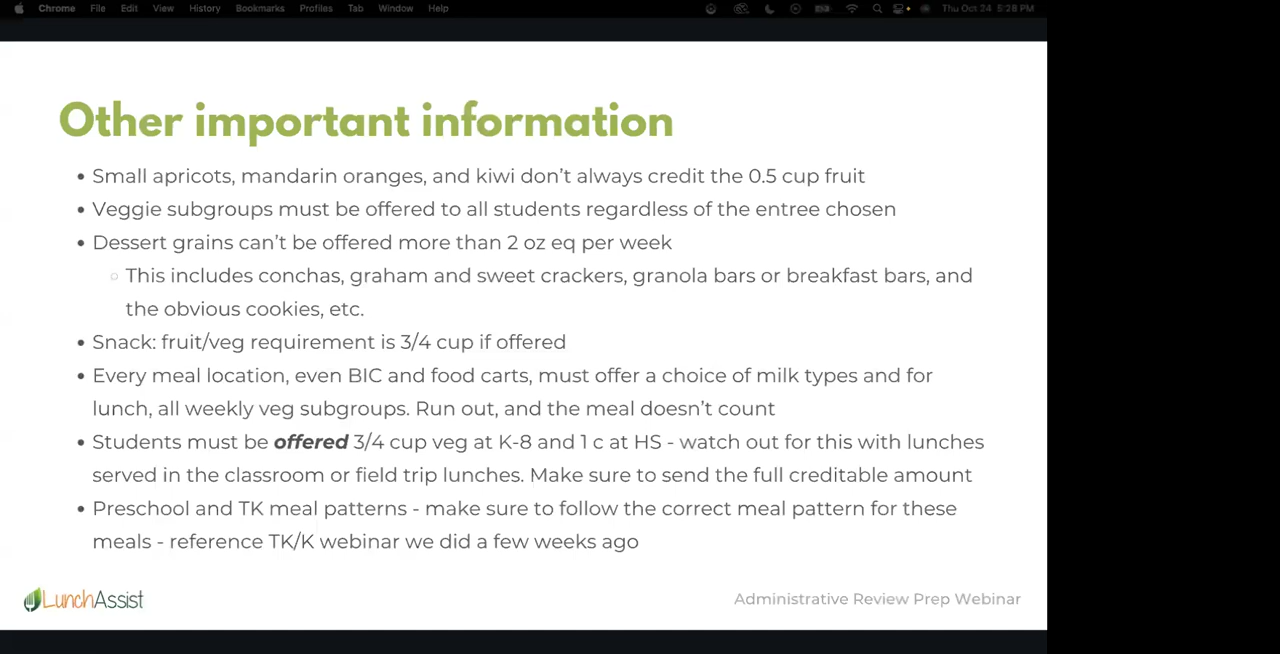 Chrome File Edit View History Bookmarks Profiles Tab Window Help Thu Oct 24 5:28 PM
Other important information
• Small apricots, mandarin oranges, and kiwi don’t always credit the 0.5 cup fruit
• Veggie subgroups must be offered to all students regardless of the entree chosen
• Dessert grains can’t be offered more than 2 oz eq per week
○ This includes conchas, graham and sweet crackers, granola bars or breakfast bars, and
the obvious cookies, etc.
• Snack: fruit/veg requirement is 3/4 cup if offered
• Every meal location, even BIC and food carts, must offer a choice of milk types and for
lunch, all weekly veg subgroups. Run out, and the meal doesn’t count
• Students must be offered 3/4 cup veg at K-8 and 1 c at HS - watch out for this with lunches
served in the classroom or field trip lunches. Make sure to send the full creditable amount
• Preschool and TK meal patterns - make sure to follow the correct meal pattern for these
meals - reference TK/K webinar we did a few weeks ago
LunchAssist
Administrative Review Prep Webinar